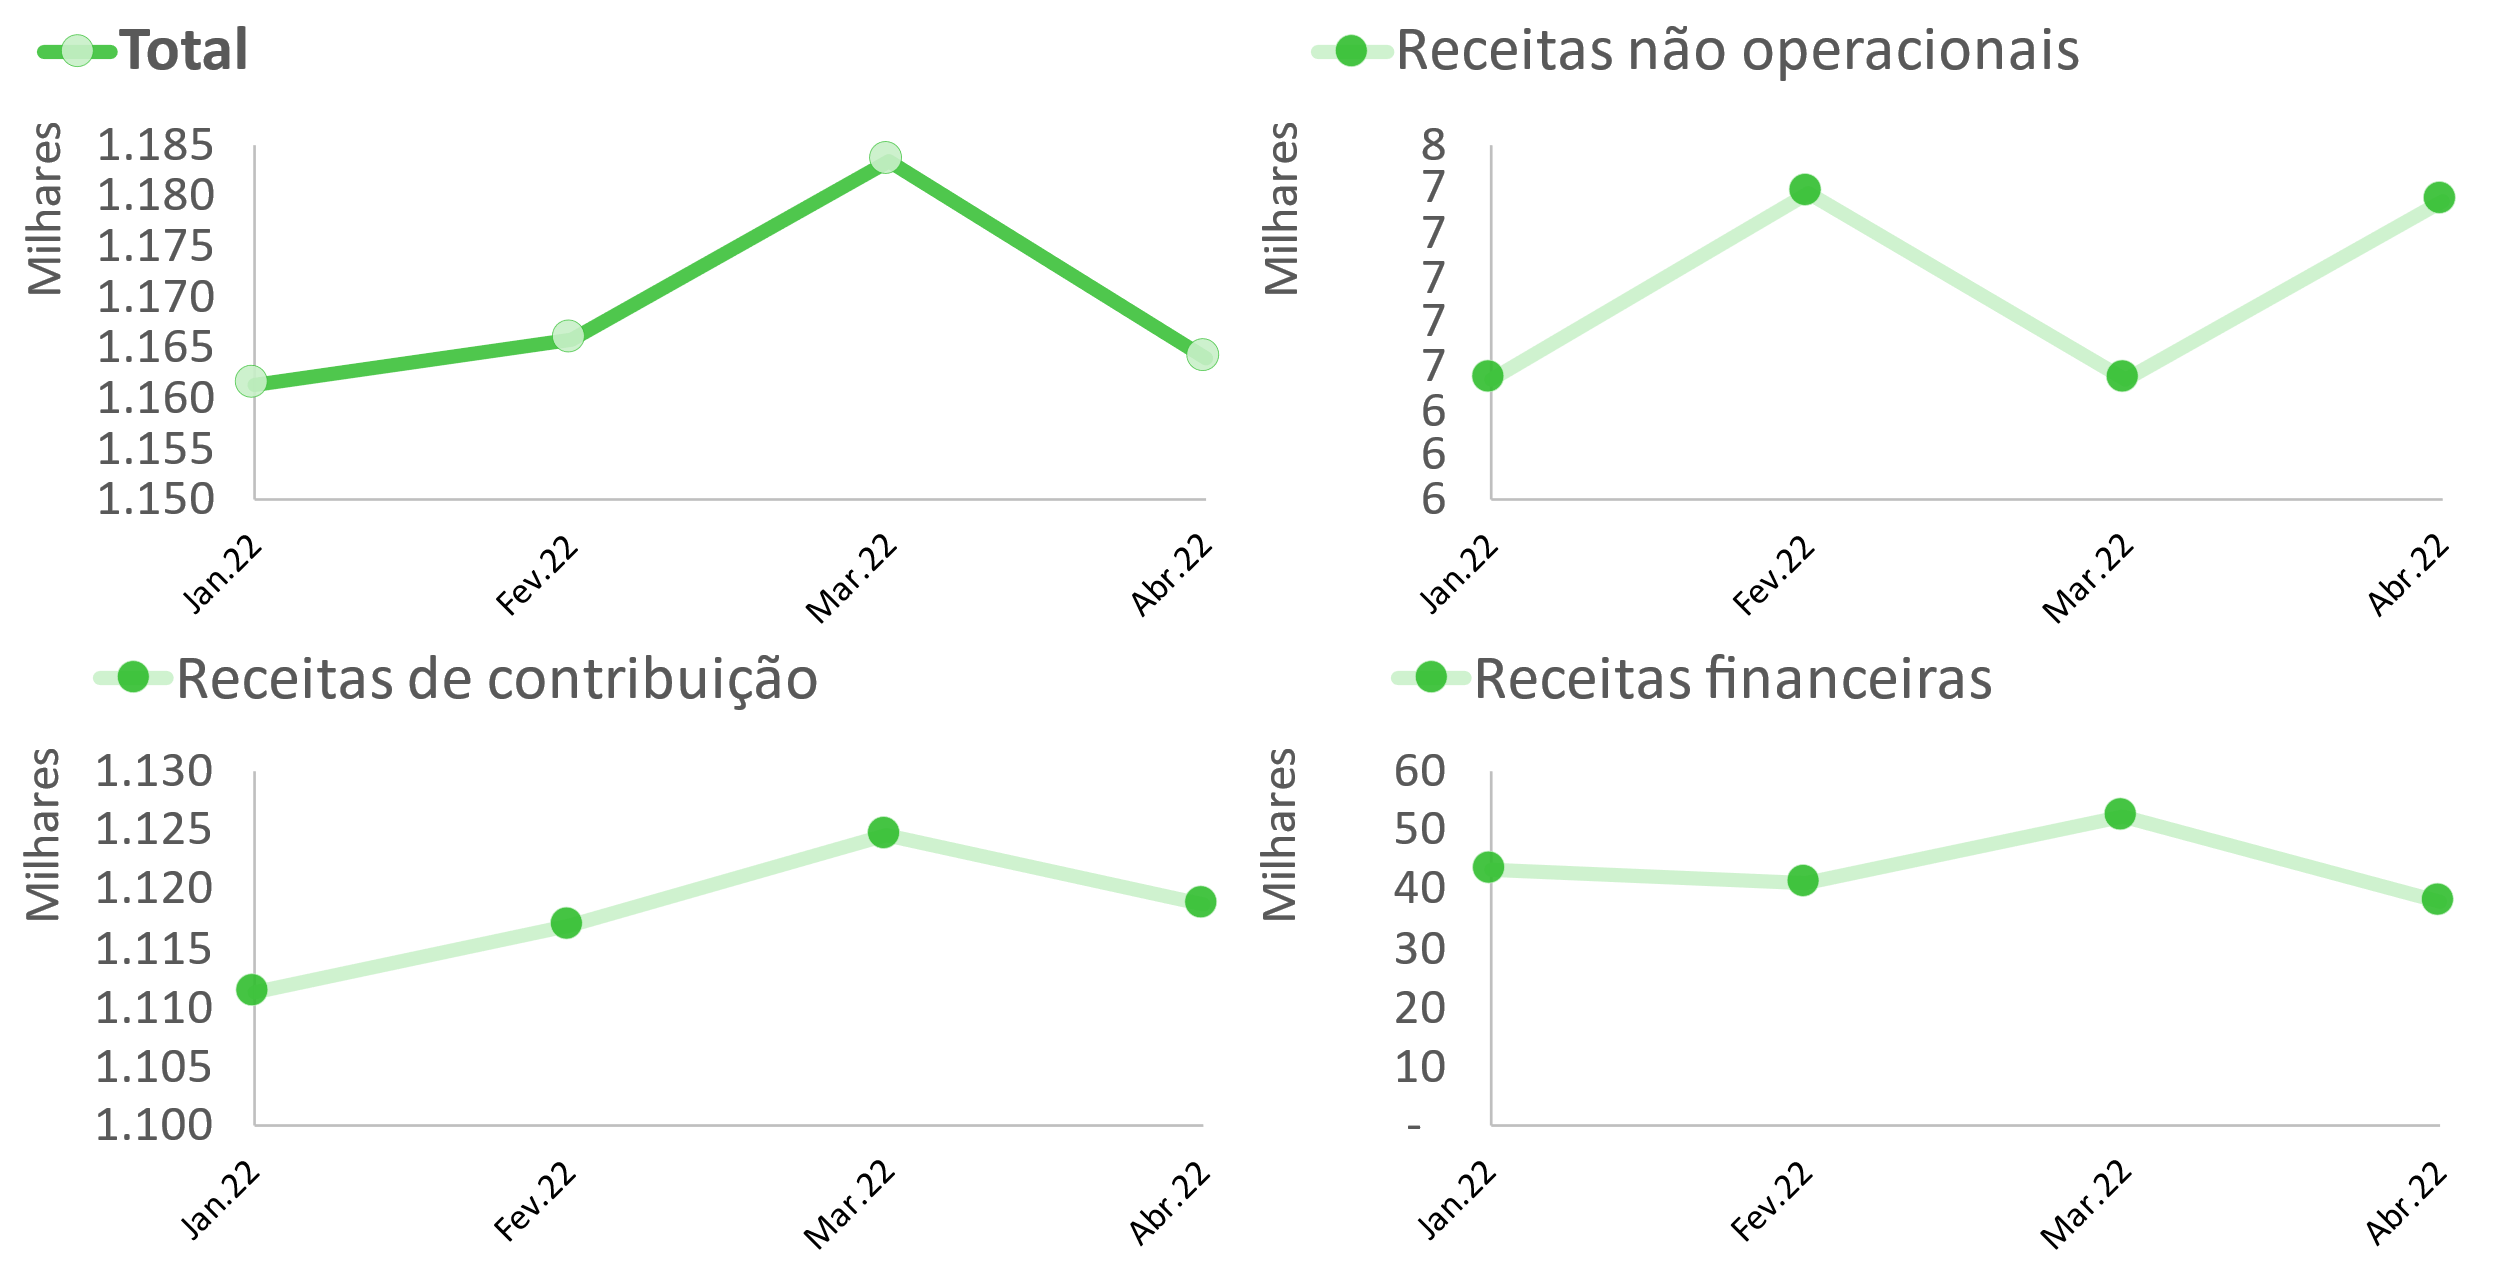 Total
Milhares
1.185
1.180
1.175
1.170
1.165
1.160
1.155
1.150
Jan.22
Fev.22
Mar.22
Abr.22
Receitas não operacionais
Milhares
8
7
7
7
7
7
6
6
6
Jan.22
Fev.22
Mar.22
Abr.22
Receitas de contribuição
Milhares
1.130
1.125
1.120
1.115
1.110
1.105
1.100
Jan.22
Fev.22
Mar.22
Abr.22
Receitas financeiras
Milhares
60
50
40
30
20
10
-
Jan.22
Fev.22
Mar.22
Abr.22